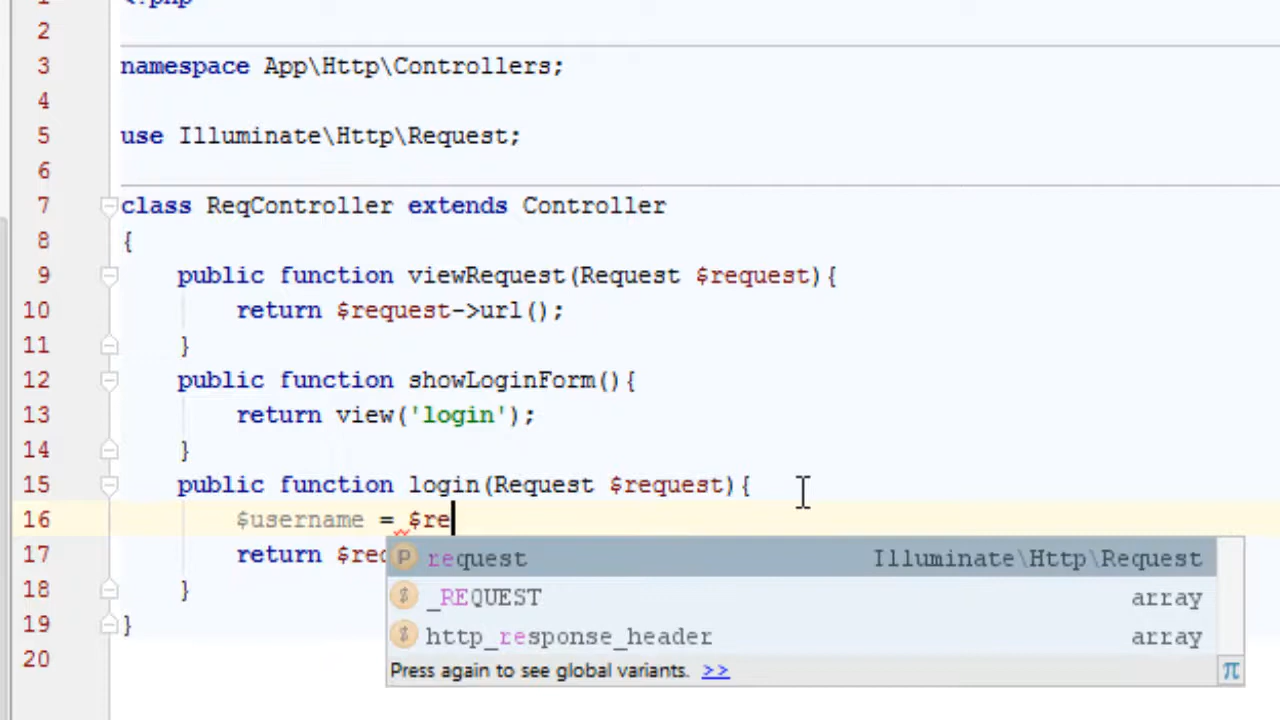 1 <?php
2
3 namespace App\Http\Controllers;
4
5 use Illuminate\Http\Request;
6
7 class ReqController extends Controller
8 {
9 public function viewRequest(Request $request){
10 return $request->url();
11 }
12 public function showLoginForm(){
13 return view('login');
14 }
15 public function login(Request $request){
16 $username = $re
17 return $req
18 }
19 }
20
p request Illuminate\Http\Request
$ _REQUEST array
$ http_response_header array
Press again to see global variants. >> π